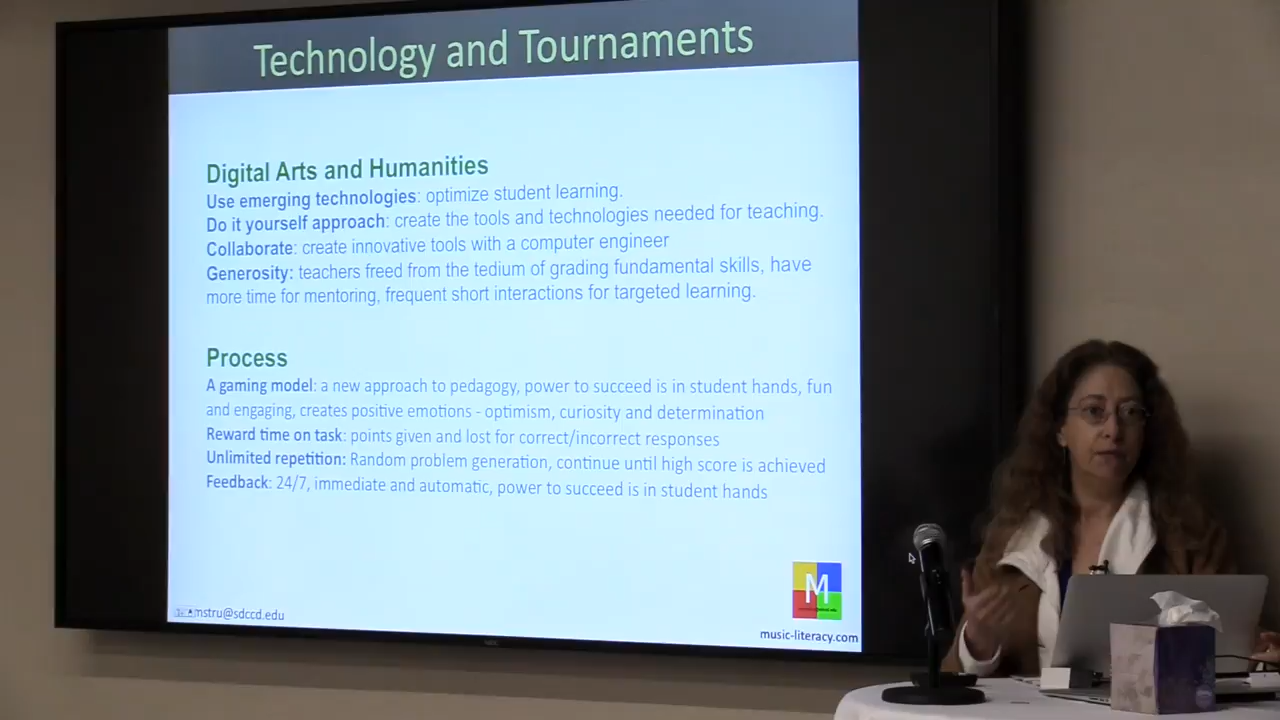 Technology and Tournaments
Digital Arts and Humanities
Use emerging technologies: optimize student learning.
Do it yourself approach: create the tools and technologies needed for teaching.
Collaborate: create innovative tools with a computer engineer
Generosity: teachers freed from the tedium of grading fundamental skills, have
more time for mentoring, frequent short interactions for targeted learning.
Process
A gaming model: a new approach to pedagogy, power to succeed is in student hands, fun
and engaging, creates positive emotions - optimism, curiosity and determination
Reward time on task: points given and lost for correct/incorrect responses
Unlimited repetition: Random problem generation, continue until high score is achieved
Feedback: 24/7, immediate and automatic, power to succeed is in student hands
M
music-literacy.com